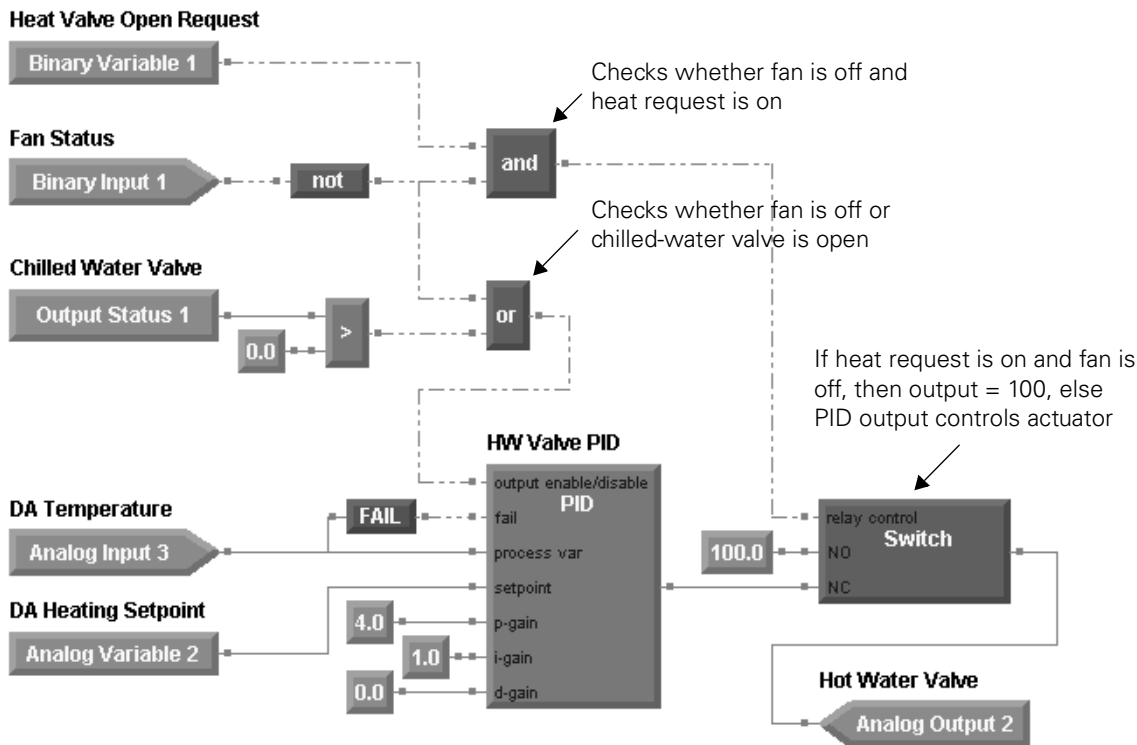 Heat Valve Open Request
Binary Variable 1
Checks whether fan is off and
heat request is on
Fan Status
Binary Input 1
not
and
Checks whether fan is off or
chilled-water valve is open
Chilled Water Valve
Output Status 1
0.0
>
or
If heat request is on and fan is
off, then output = 100, else
PID output controls actuator
HW Valve PID
output enable/disable
PID
fail
process var
setpoint
p-gain
i-gain
d-gain
DA Temperature
Analog Input 3
FAIL
DA Heating Setpoint
Analog Variable 2
4.0
1.0
0.0
100.0
relay control
Switch
NO
NC
Hot Water Valve
Analog Output 2